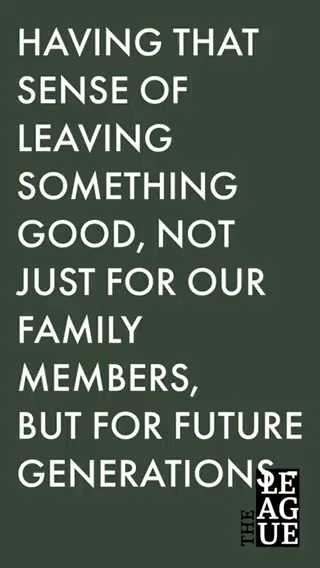 HAVING THAT
SENSE OF
LEAVING
SOMETHING
GOOD, NOT
JUST FOR OUR
FAMILY
MEMBERS,
BUT FOR FUTURE
GENERATIONS
THE
LE
AG
UE